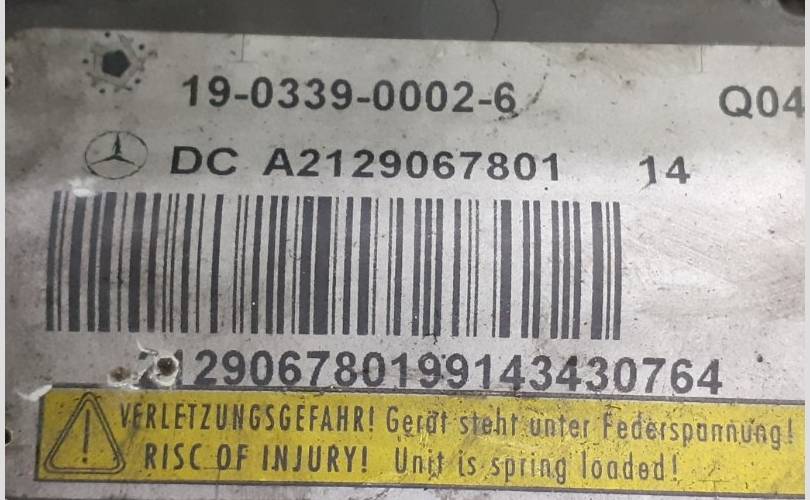 19-0339-0002-6 Q04
DC A2129067801 14
212906780199143430764
VERLETZUNGSGEFAHR! Gerät steht unter Federspannung!
RISC OF INJURY! Unit is spring loaded!